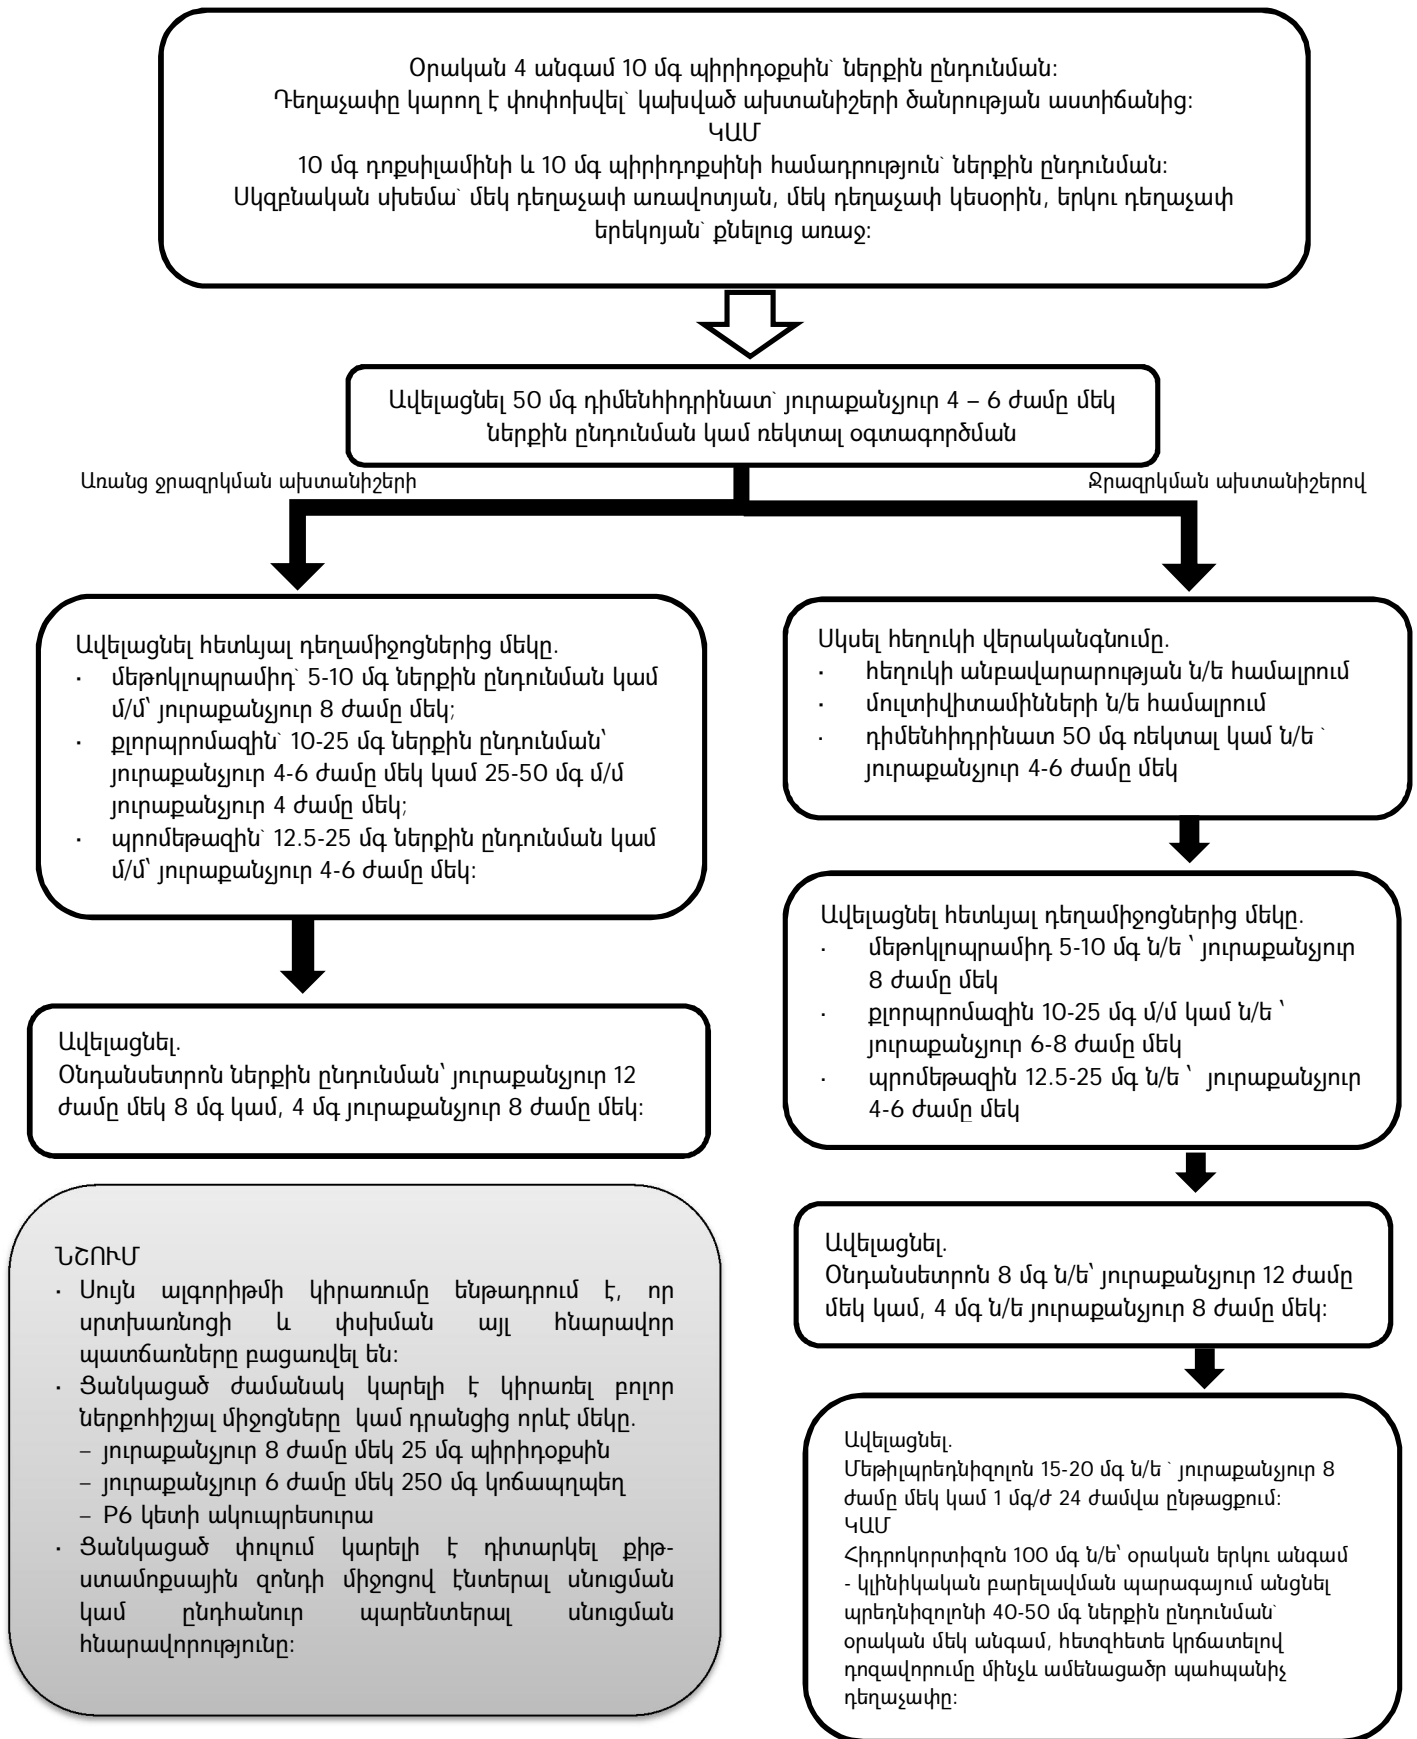 Օրական 4 անգամ 10 մգ պիրիդօքսին՝ ներքին ընդունման:
Դեղաչափը կարող է փոփոխվել՝ կախված ախտանիշերի ծանրության աստիճանից:
ԿԱՄ
10 մգ դոքսիլամինի և 10 մգ պիրիդոքսինի համադրություն՝ ներքին ընդունման:
Սկզբնական սխեմա՝ մեկ դեղաչափ առավոտյան, մեկ դեղաչափ կեսօրին, երկու դեղաչափ
երեկոյան՝ քնելուց առաջ:
Ավելացնել 50 մգ դիմենհիդրինատ՝ յուրաքանչյուր 4 – 6 ժամը մեկ
ներքին ընդունման կամ ռեկտալ օգտագործման
Առանց ջրազրկման ախտանիշերի
Ջրազրկման ախտանիշերով
Ավելացնել հետևյալ դեղամիջոցներից մեկը.
· մեթոկլոպրամիդ՝ 5-10 մգ ներքին ընդունման կամ
մ/մ՝ յուրաքանչյուր 8 ժամը մեկ;
· քլորպրոմազին՝ 10-25 մգ ներքին ընդունման՝
յուրաքանչյուր 4-6 ժամը մեկ կամ 25-50 մգ մ/մ
յուրաքանչյուր 4 ժամը մեկ;
· պրոմեթազին՝ 12.5-25 մգ ներքին ընդունման կամ
մ/մ՝ յուրաքանչյուր 4-6 ժամը մեկ:
Ավելացնել.
Օնդանսետրոն ներքին ընդունման՝ յուրաքանչյուր 12
ժամը մեկ 8 մգ կամ, 4 մգ յուրաքանչյուր 8 ժամը մեկ:
ՆՇՈՒՄ
· Սույն ալգորիթմի կիրառումը ենթադրում է, որ
սրտխառնոցի և փսխման այլ հնարավոր
պատճառները բացառվել են:
· Ցանկացած ժամանակ կարելի է կիրառել բոլոր
ներքոհիշյալ միջոցները կամ դրանցից որևէ մեկը.
– յուրաքանչյուր 8 ժամը մեկ 25 մգ պիրիդօքսին
– յուրաքանչյուր 6 ժամը մեկ 250 մգ կոճապղպեղ
– P6 կետի ակուպրեսուրա
· Ցանկացած փուլում կարելի է դիտարկել քիթ-
ստամոքսային զոնդի միջոցով էնտերալ սնուցման
կամ ընդհանուր պարենտերալ սնուցման
հնարավորությունը:
Սկսել հեղուկի վերականգնումը.
· հեղուկի անբավարարության ն/ե համալրում
· մուլտիվիտամինների ն/ե համալրում
· դիմենհիդրինատ 50 մգ ռեկտալ կամ ն/ե ՝
յուրաքանչյուր 4-6 ժամը մեկ
Ավելացնել հետևյալ դեղամիջոցներից մեկը.
· մեթոկլոպրամիդ 5-10 մգ ն/ե ՝ յուրաքանչյուր
8 ժամը մեկ
· քլորպրոմազին 10-25 մգ մ/մ կամ ն/ե ՝
յուրաքանչյուր 6-8 ժամը մեկ
· պրոմեթազին 12.5-25 մգ ն/ե ՝ յուրաքանչյուր
4-6 ժամը մեկ
Ավելացնել.
Օնդանսետրոն 8 մգ ն/ե՝ յուրաքանչյուր 12 ժամը
մեկ կամ, 4 մգ ն/ե յուրաքանչյուր 8 ժամը մեկ:
Ավելացնել.
Մեթիլպրեդնիզոլոն 15-20 մգ ն/ե ՝ յուրաքանչյուր 8
ժամը մեկ կամ 1 մգ/ժ 24 ժամվա ընթացքում:
ԿԱՄ
Հիդրոկորտիզոն 100 մգ ն/ե՝ օրական երկու անգամ
- կլինիկական բարելավման պարագայում անցնել
պրեդնիզոլոնի 40-50 մգ ներքին ընդունման՝
օրական մեկ անգամ, հետզհետե կրճատելով
դոզավորումը մինչև ամենացածր պահպանիչ
դեղաչափը: